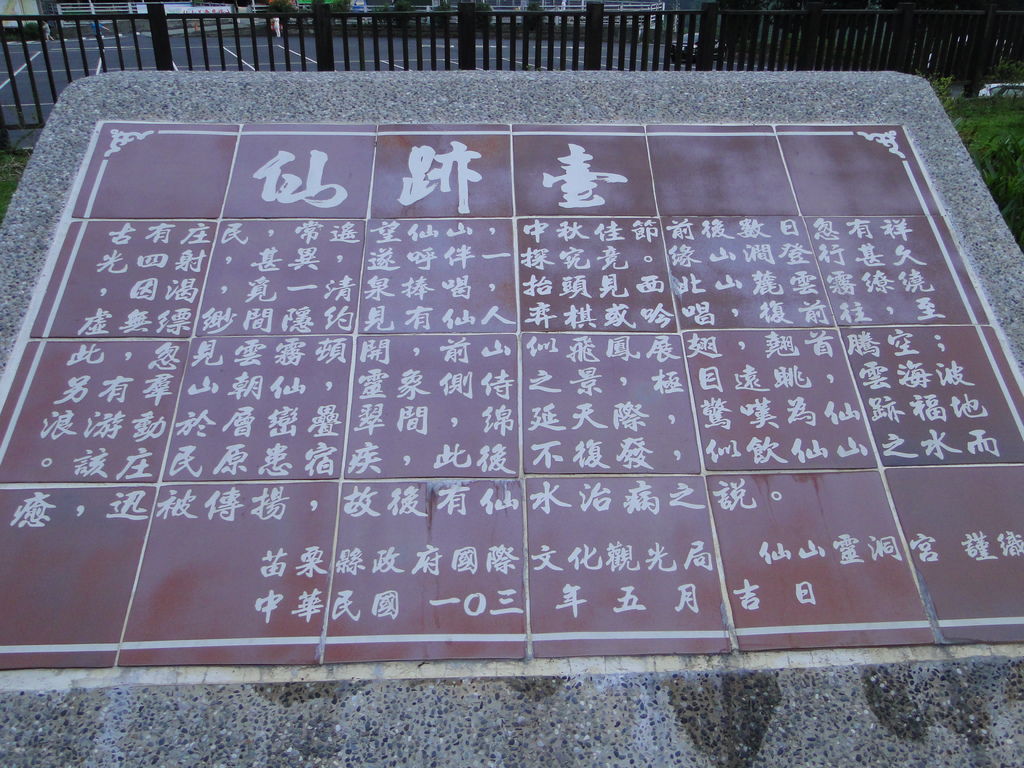 仙跡臺
古有庄民,常遙望仙山,中秋佳節前後數日忽有祥
光四射,甚異,遂呼伴一探究竟。緣山澗登行甚久
,因渴,覓一清泉捧喝,抬頭見西北山麓雲霧繚繞
,虛無縹緲間隱約見有仙人弈棋或吟唱,復前往,至
此,忽見雲霧頓開,前山似飛鳳展翅,翹首騰空;
另有羣山朝仙,靈象側侍之景,極目遠眺,雲海波
浪游動於層巒疊翠間,綿延天際,驚嘆為仙跡福地
。該庄民原患宿疾,此後不復發,似飲仙山之水而
癒,迅被傳揚,故後有仙水治病之說。
苗栗縣政府國際文化觀光局 仙山靈洞宮 謹識
中華民國 一0三 年 五 月 吉 日